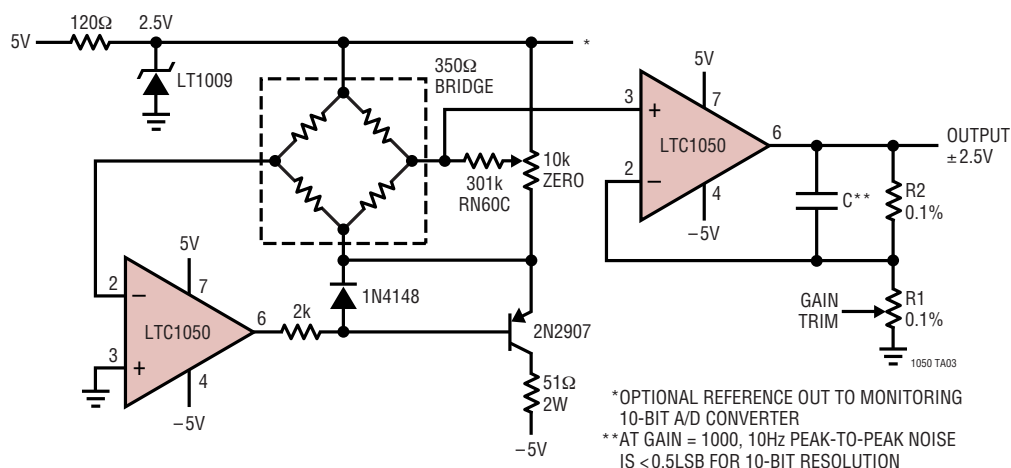 5V
120Ω
2.5V
*
LT1009
350Ω
BRIDGE
301k
RN60C
10k
ZERO
5V
3
+
7
LTC1050
6
2
−
4
−5V
OUTPUT
±2.5V
C**
R2
0.1%
GAIN
TRIM
R1
0.1%
1050 TA03
5V
2
−
7
LTC1050
6
3
+
4
−5V
2k
1N4148
2N2907
51Ω
2W
−5V
*OPTIONAL REFERENCE OUT TO MONITORING
10-BIT A/D CONVERTER
**AT GAIN = 1000, 10Hz PEAK-TO-PEAK NOISE
IS <0.5LSB FOR 10-BIT RESOLUTION